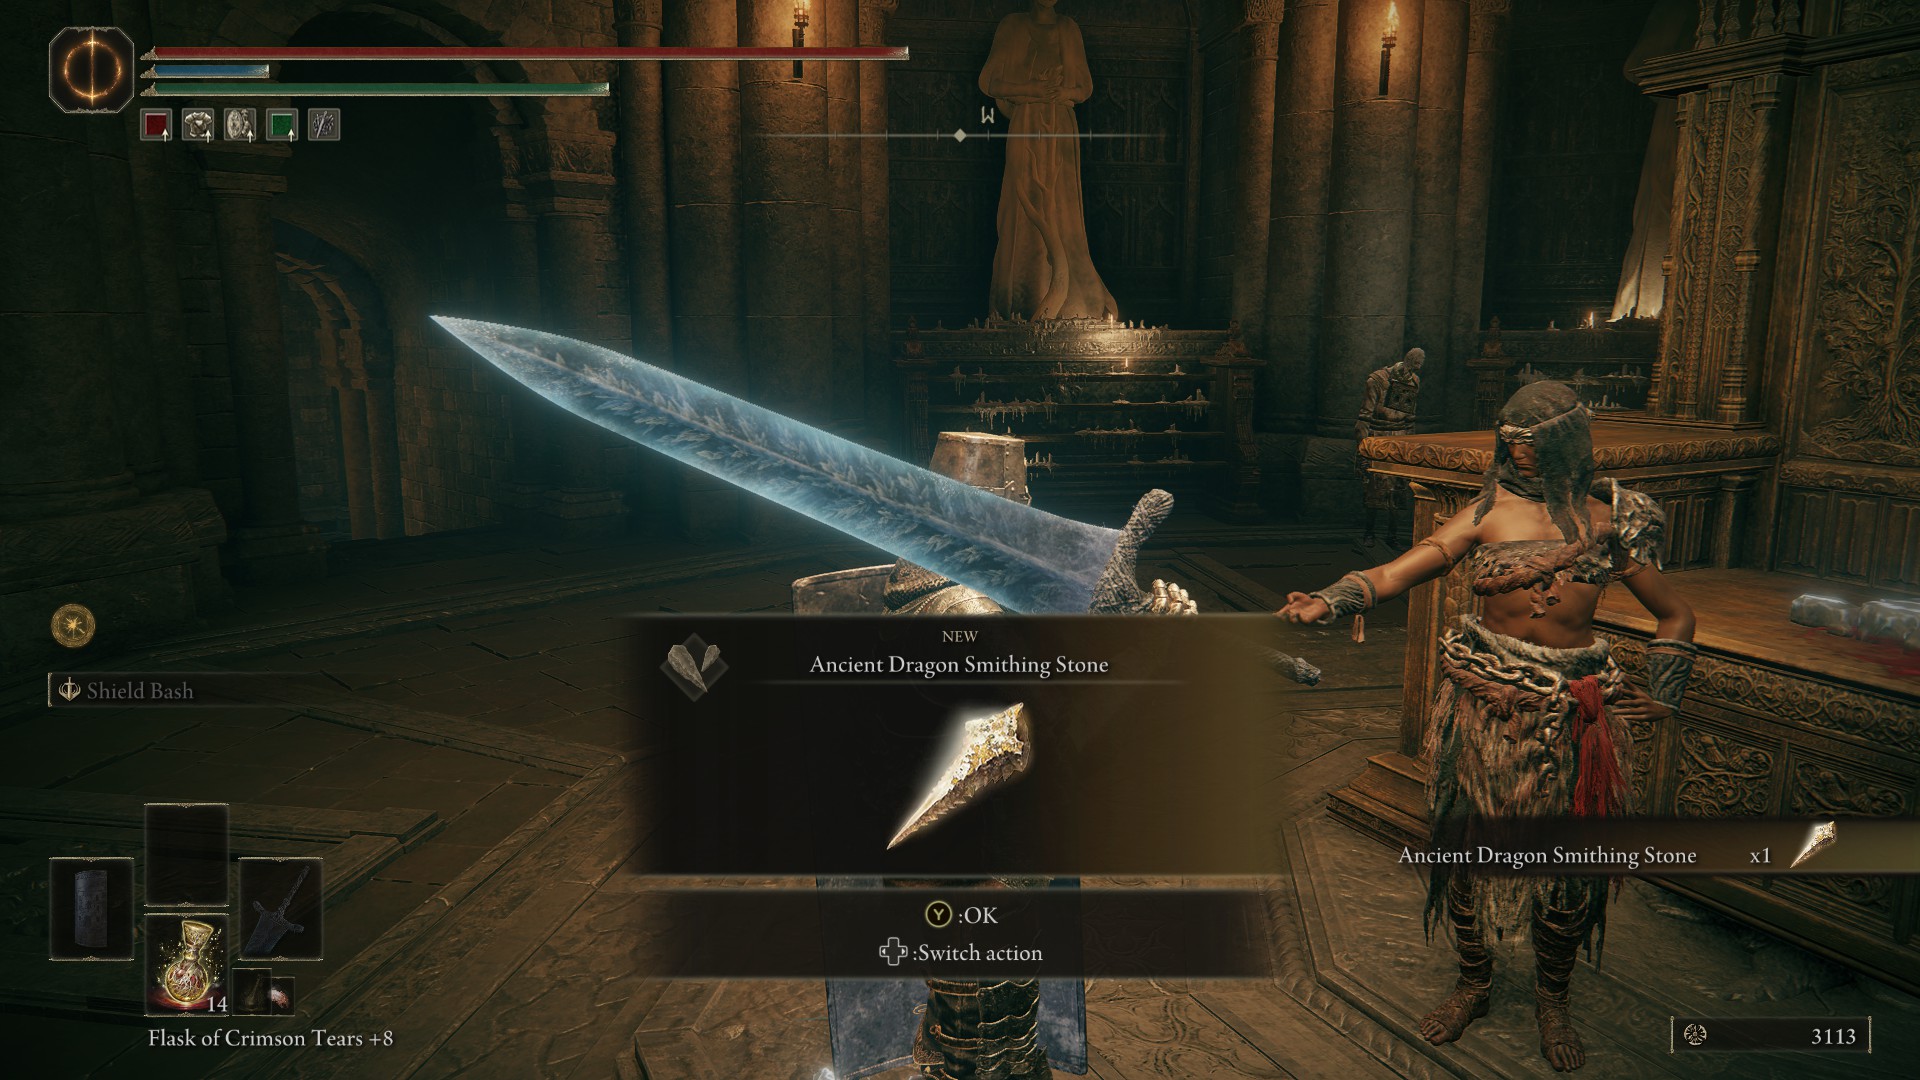 W
Shield Bash
NEW
Ancient Dragon Smithing Stone
Ancient Dragon Smithing Stone x1
Y :OK
:Switch action
14
Flask of Crimson Tears +8
3113